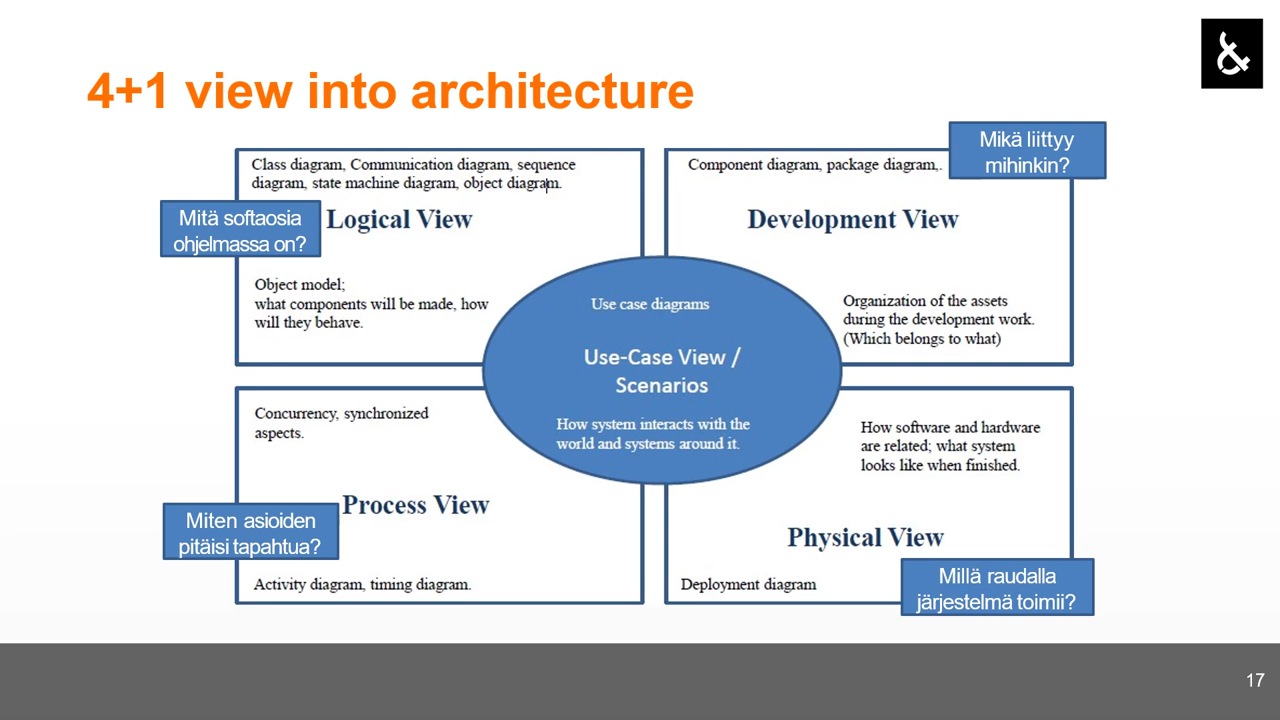 &
4+1 view into architecture
Class diagram, Communication diagram, sequence
diagram, state machine diagram, object diagram.
Mitä softaosia
ohjelmassa on?
Logical View
Object model;
what components will be made, how
will they behave.
Component diagram, package diagram,.
Mikä liittyy
mihinkin?
Development View
Organization of the assets
during the development work.
(Which belongs to what)
Use case diagrams
Use-Case View /
Scenarios
How system interacts with the
world and systems around it.
Concurrency, synchronized
aspects.
Process View
Miten asioiden
pitäisi tapahtua?
Activity diagram, timing diagram.
How software and hardware
are related; what system
looks like when finished.
Physical View
Deployment diagram
Millä raudalla
järjestelmä toimii?
17